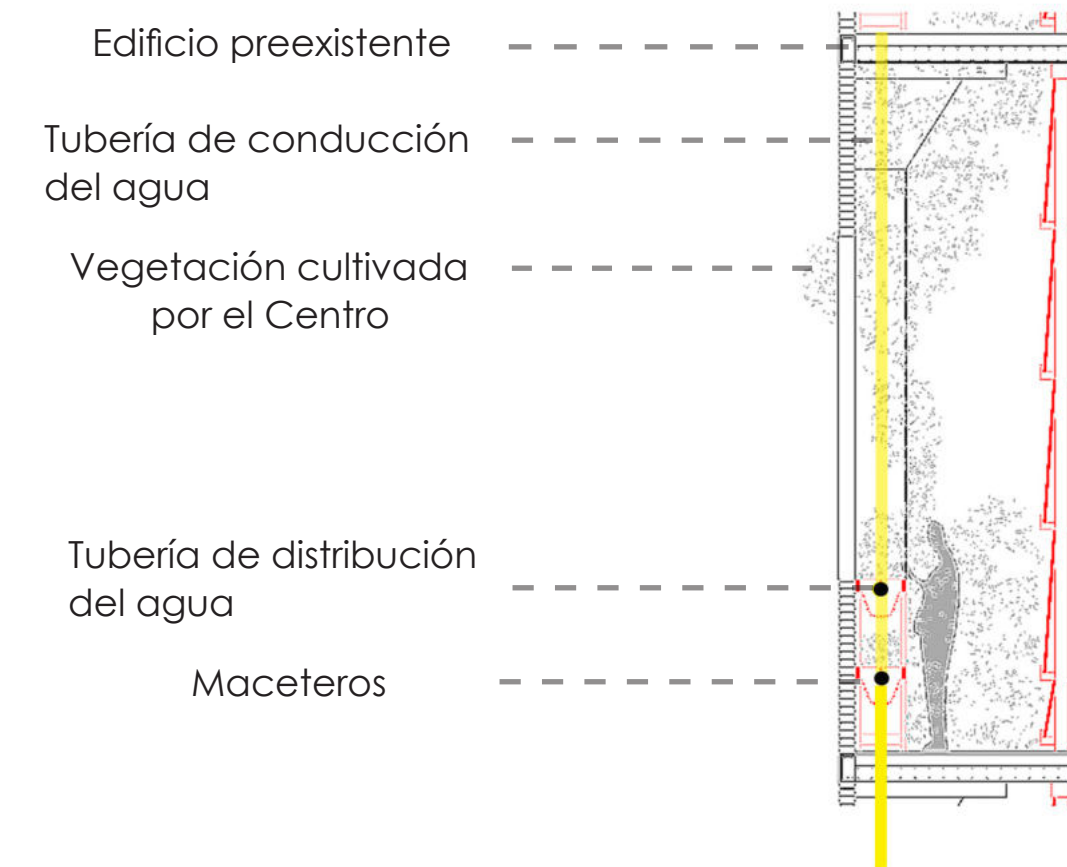 Edificio preexistente
Tubería de conducción
del agua
Vegetación cultivada
por el Centro
Tubería de distribución
del agua
Maceteros